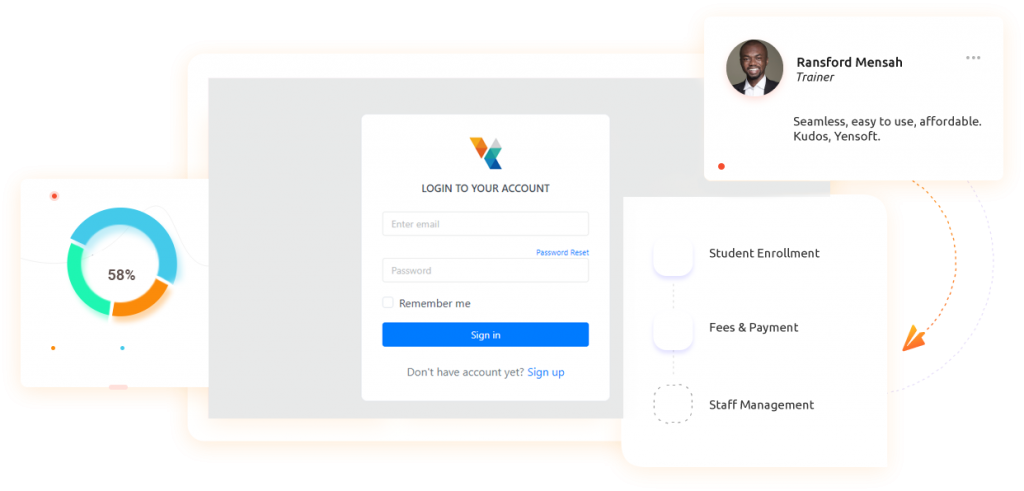 Ransford Mensah
Trainer
Seamless, easy to use, affordable.
Kudos, Yensoft.
LOGIN TO YOUR ACCOUNT
Enter email
Password Reset
Password
Remember me
Sign in
Don't have account yet? Sign up
58%
Student Enrollment
Fees & Payment
Staff Management